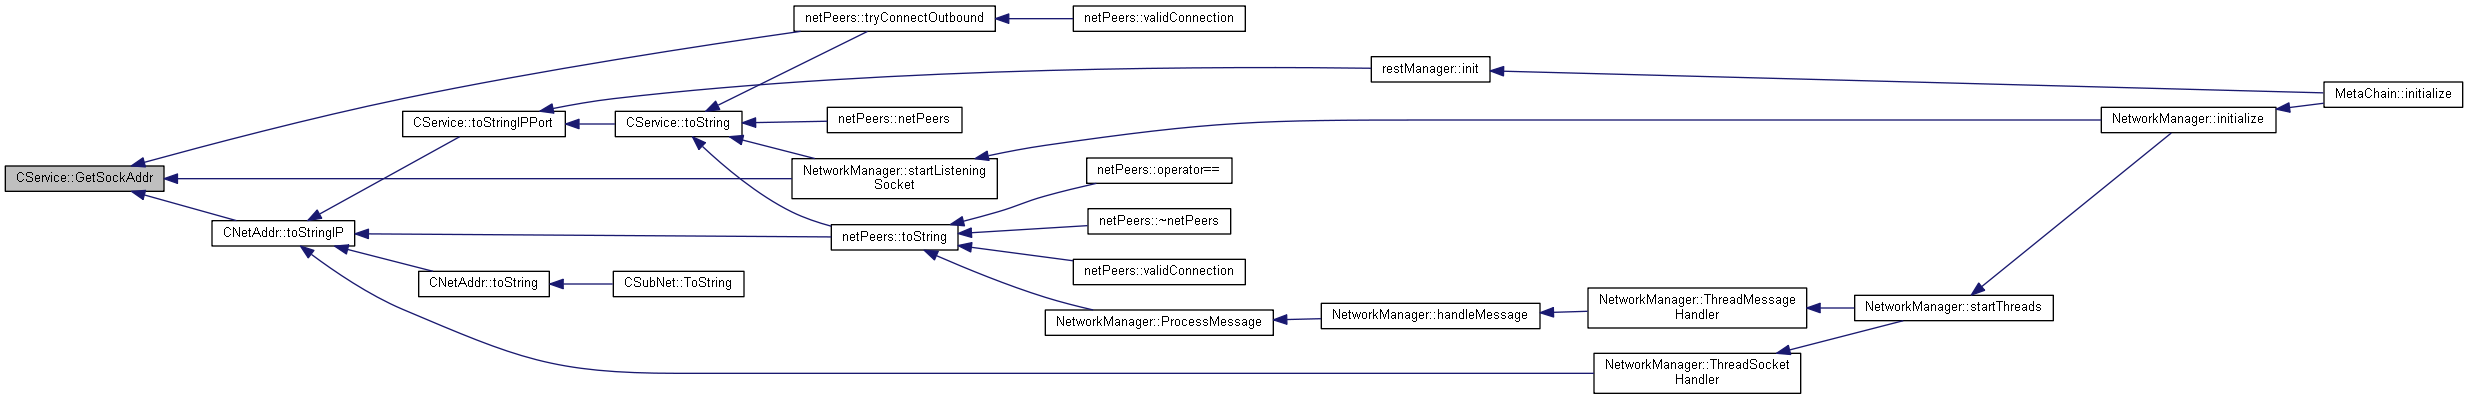 netPeers::tryConnectOutbound
netPeers::validConnection
restManager::init
MetaChain::initialize
CService::toStringIPPort
CService::toString
netPeers::netPeers
NetworkManager::initialize
CService::GetSockAddr
NetworkManager::startListening
Socket
netPeers::operator==
CNetAddr::toStringIP
netPeers::toString
netPeers::~netPeers
netPeers::validConnection
CNetAddr::toString
CSubNet::ToString
NetworkManager::ProcessMessage
NetworkManager::handleMessage
NetworkManager::ThreadMessage
Handler
NetworkManager::startThreads
NetworkManager::ThreadSocket
Handler